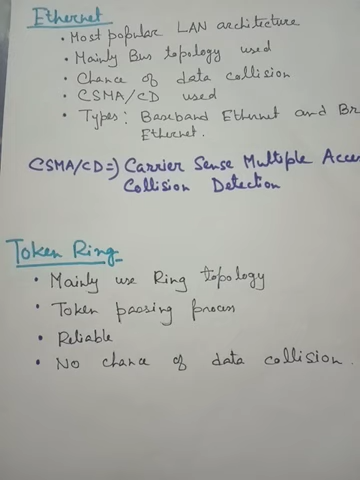 Ethernet
• Most popular LAN architecture
• Mainly Bus topology used
• Chance of data collision
• CSMA/CD used
• Types: Baseband Ethernet and Br
Ethernet.
CSMA/CD=) Carrier Sense Multiple Acces
Collision Detection
Token Ring
• Mainly use Ring topology
• Token passing process
• Reliable
• No chance of data collision.